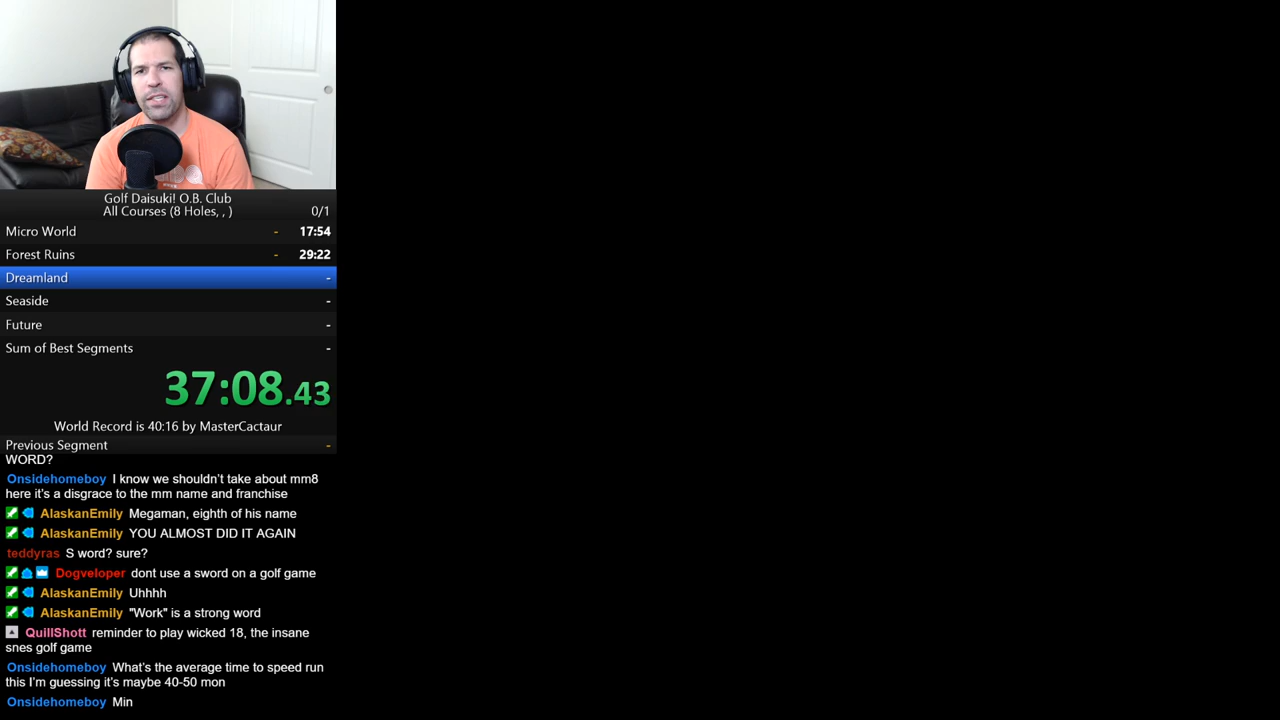 Golf Daisuki! O.B. Club
All Courses (8 Holes, , ) 0/1
Micro World - 17:54
Forest Ruins - 29:22
Dreamland -
Seaside -
Future -
Sum of Best Segments -
37:08.43
World Record is 40:16 by MasterCactaur
Previous Segment -
WORD?
Onsidehomeboy I know we shouldn't take about mm8
here it's a disgrace to the mm name and franchise
AlaskanEmily Megaman, eighth of his name
AlaskanEmily YOU ALMOST DID IT AGAIN
teddyras S word? sure?
Dogveloper dont use a sword on a golf game
AlaskanEmily Uhhhh
AlaskanEmily "Work" is a strong word
QuillShott reminder to play wicked 18, the insane
snes golf game
Onsidehomeboy What's the average time to speed run
this I'm guessing it's maybe 40-50 mon
Onsidehomeboy Min